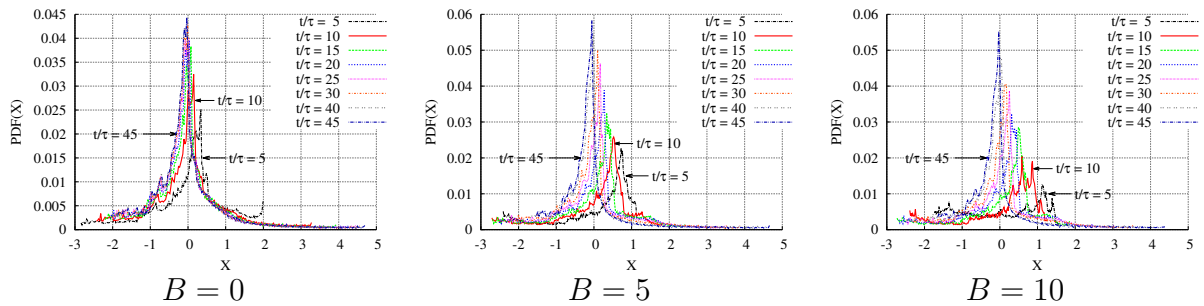 0.045
0.04
0.035
0.03
0.025
0.02
0.015
0.01
0.005
0
PDF(X)
-3 -2 -1 0 1 2 3 4 5
X
t/τ = 5
t/τ = 10
t/τ = 15
t/τ = 20
t/τ = 25
t/τ = 30
t/τ = 40
t/τ = 45
t/τ = 10
t/τ = 45
t/τ = 5
B = 0
0.06
0.05
0.04
0.03
0.02
0.01
0
PDF(X)
-3 -2 -1 0 1 2 3 4 5
X
t/τ = 5
t/τ = 10
t/τ = 15
t/τ = 20
t/τ = 25
t/τ = 30
t/τ = 40
t/τ = 45
t/τ = 10
t/τ = 45
t/τ = 5
B = 5
0.06
0.05
0.04
0.03
0.02
0.01
0
PDF(X)
-3 -2 -1 0 1 2 3 4 5
X
t/τ = 5
t/τ = 10
t/τ = 15
t/τ = 20
t/τ = 25
t/τ = 30
t/τ = 40
t/τ = 45
t/τ = 45
t/τ = 10
t/τ = 5
B = 10